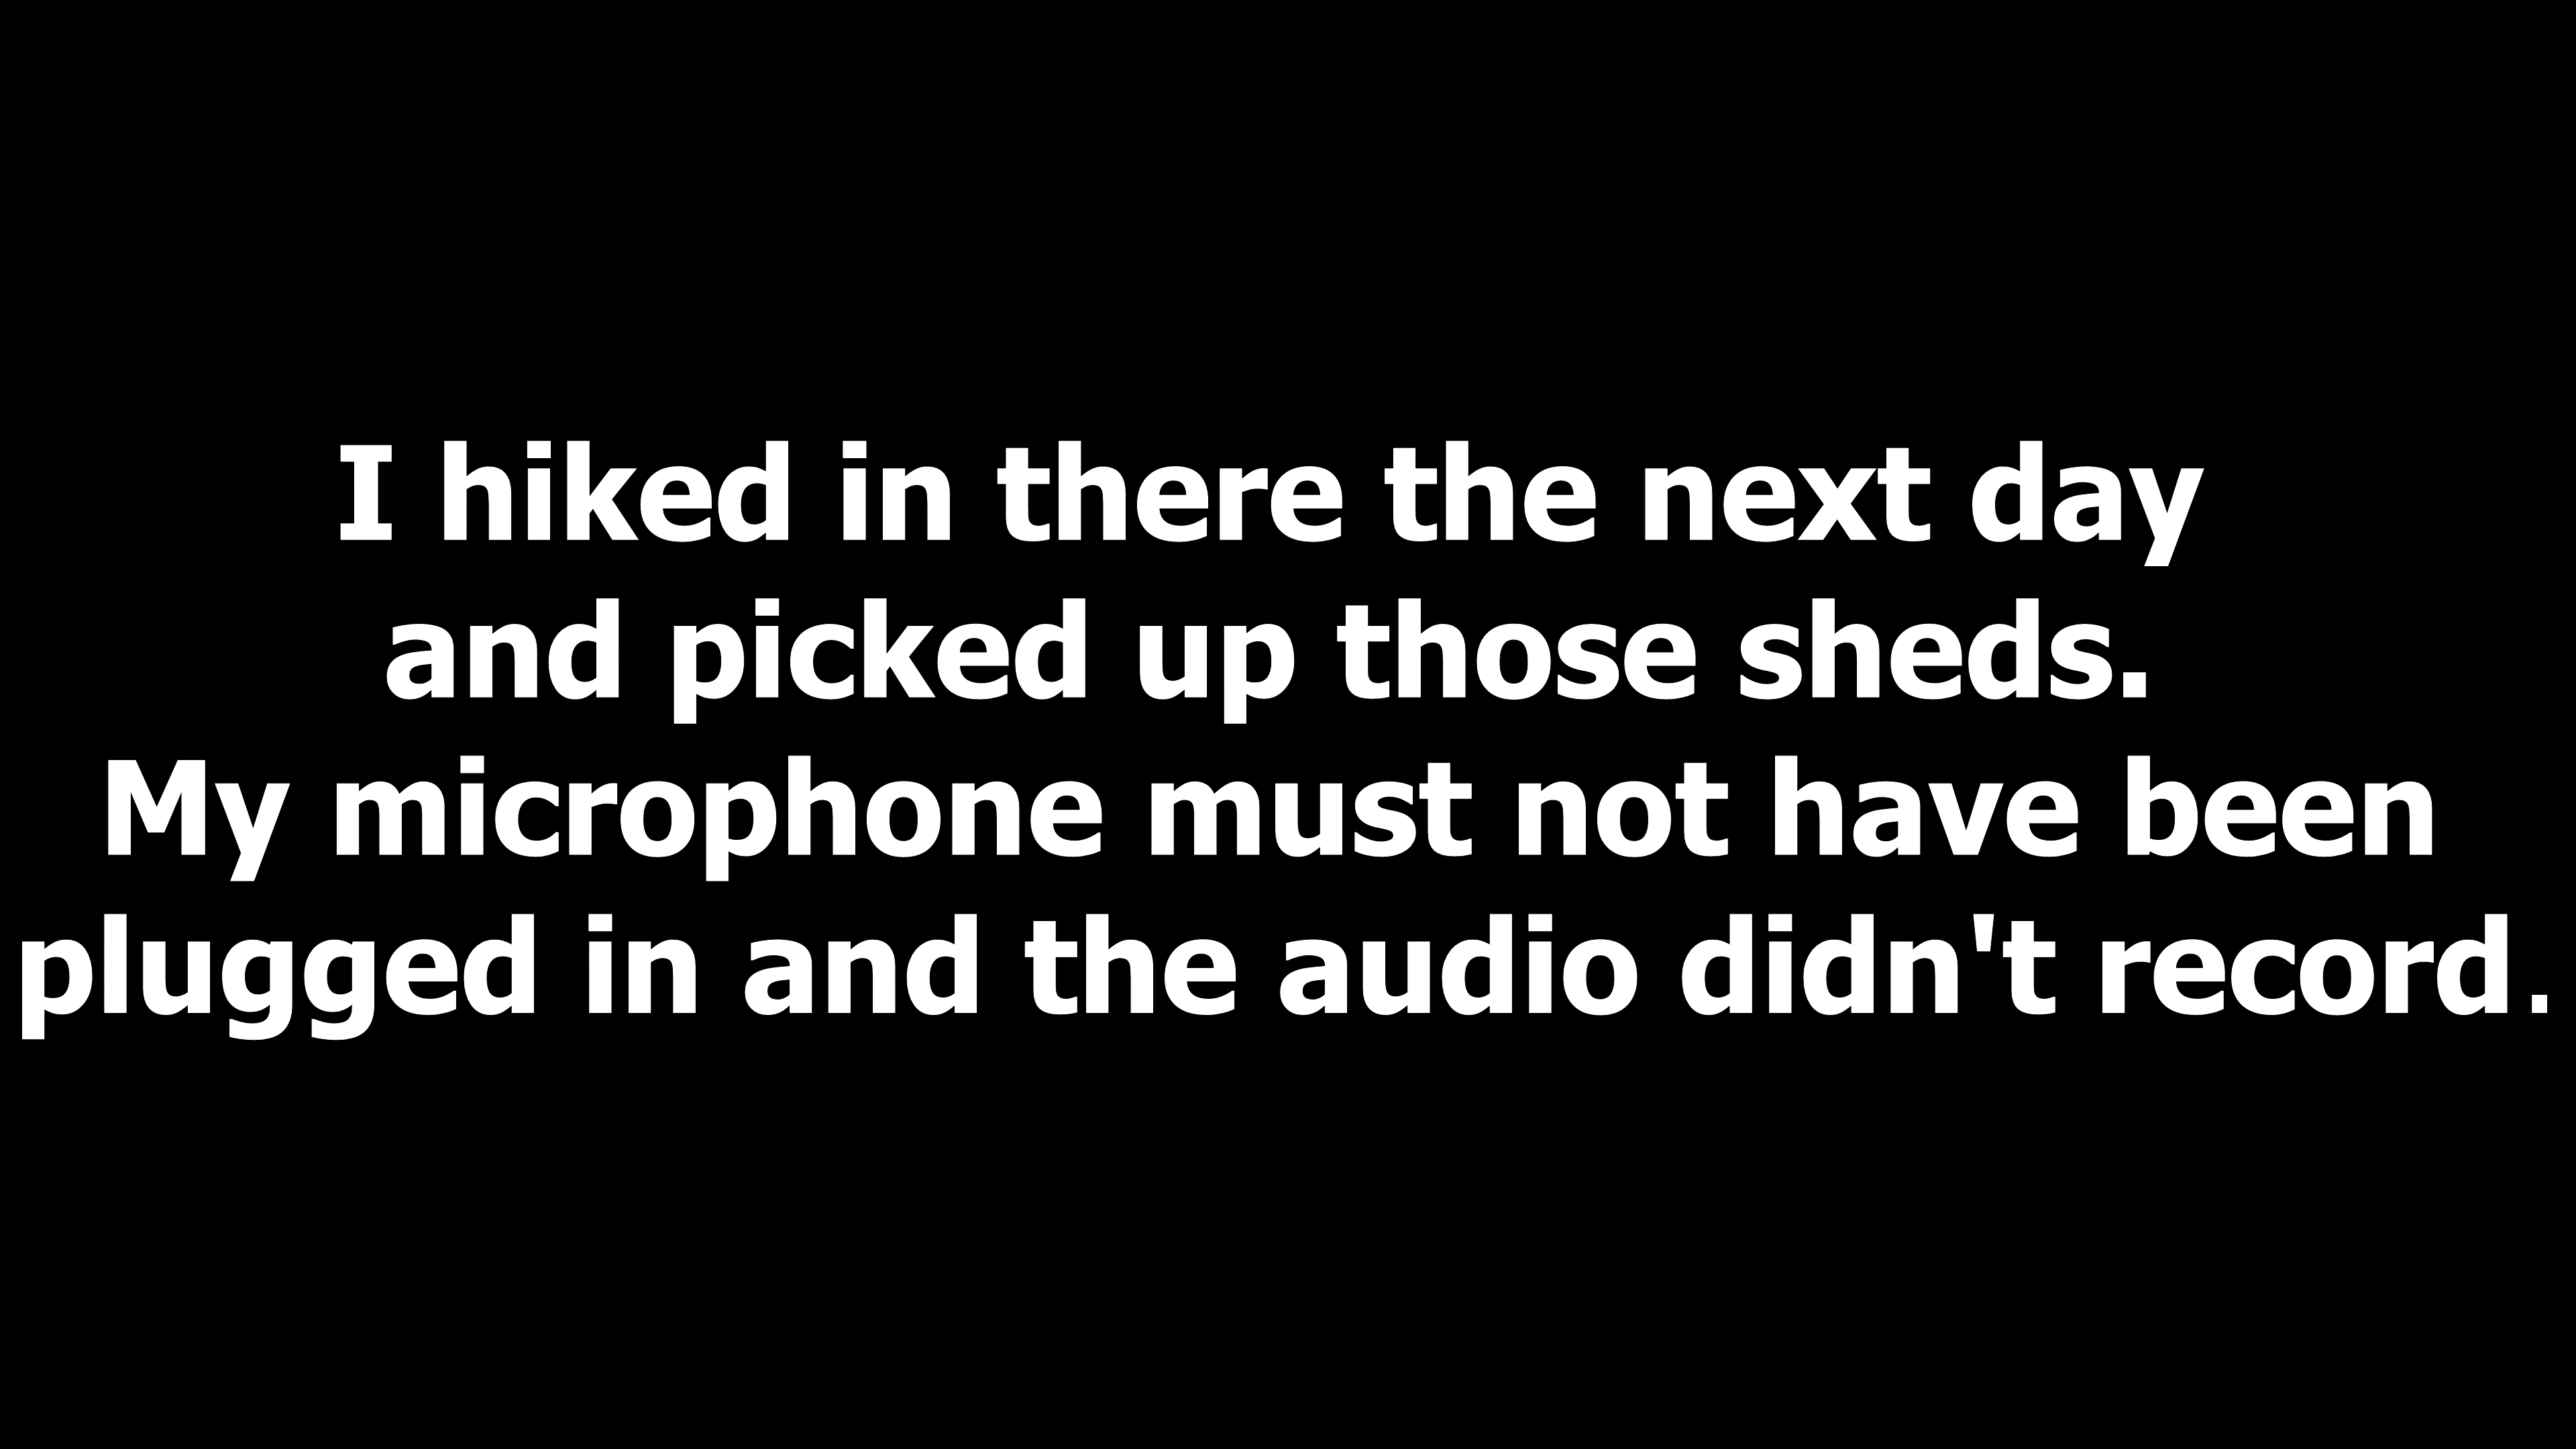 I hiked in there the next day
and picked up those sheds.
My microphone must not have been
plugged in and the audio didn't record.